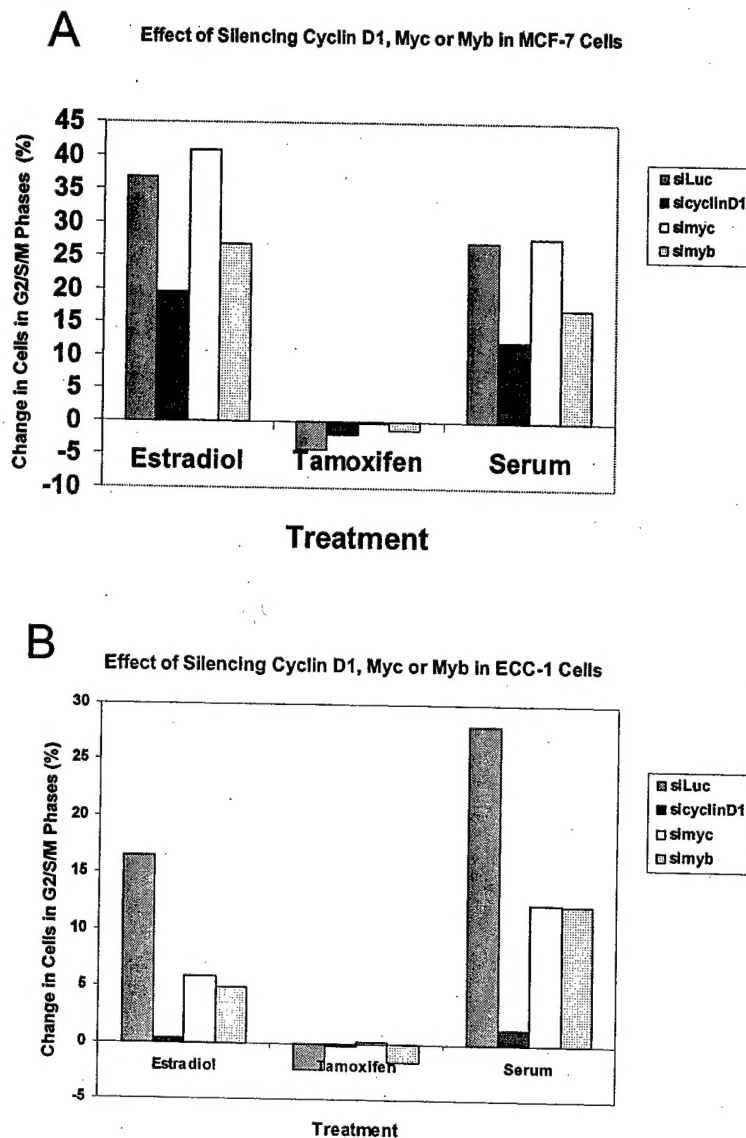 A
Effect of Silencing Cyclin D1, Myc or Myb in MCF-7 Cells
Change in Cells in G2/S/M Phases (%)
45
40
35
30
25
20
15
10
5
0
-5
-10
Estradiol
Tamoxifen
Serum
Treatment
siLuc
sicyclinD1
simyc
simyb
B
Effect of Silencing Cyclin D1, Myc or Myb in ECC-1 Cells
Change in Cells in G2/S/M Phases (%)
30
25
20
15
10
5
0
-5
Estradiol
Tamoxifen
Serum
Treatment
siLuc
sicyclinD1
simyc
simyb